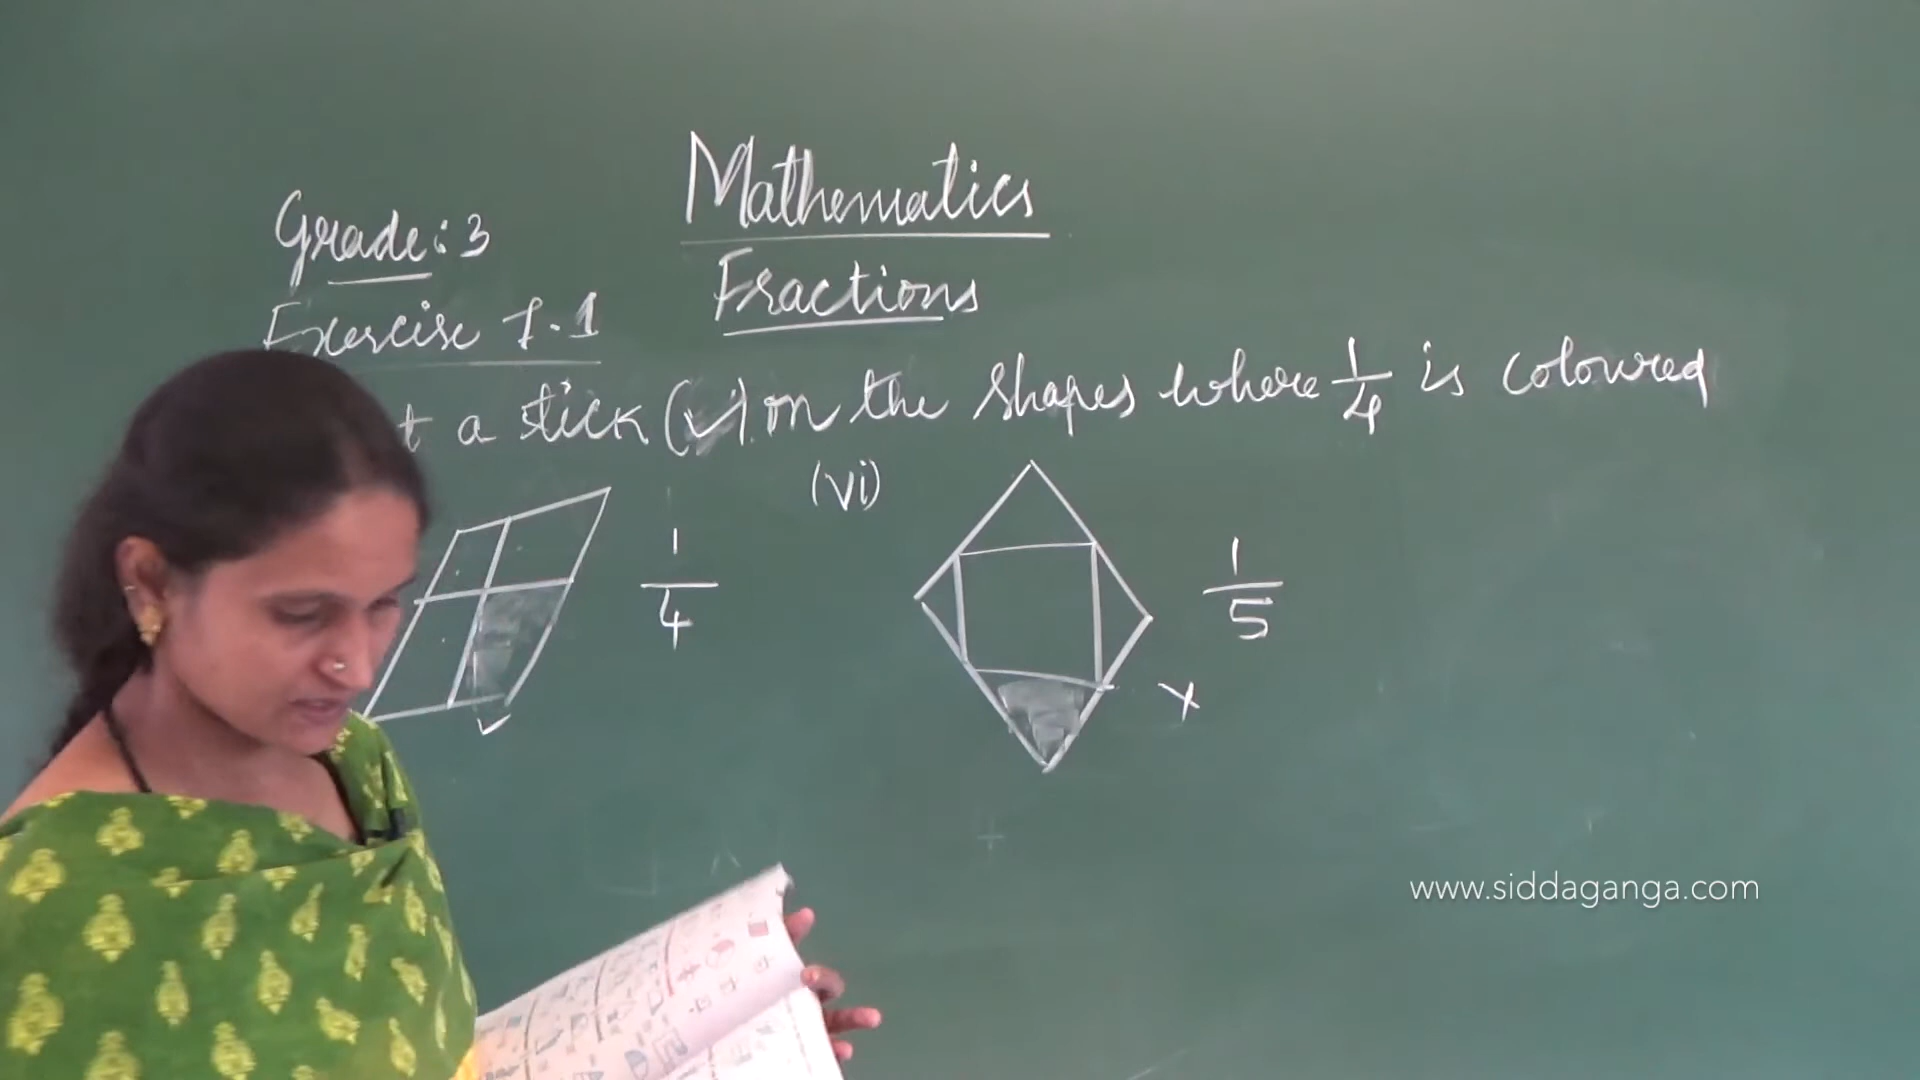 Mathematics
Grade: 3
Fractions
Exercise 7.1
t a stick (✓) on the shapes where 1/4 is coloured
(vi)
1/4
1/5
✓
x
www.siddaganga.com